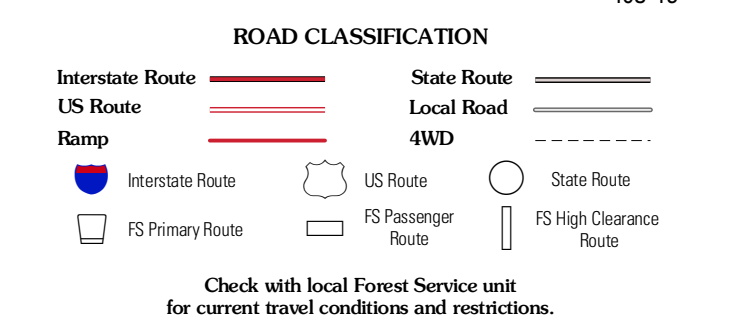 ROAD CLASSIFICATION
Interstate Route
State Route
US Route
Local Road
Ramp
4WD
Interstate Route
US Route
State Route
FS Primary Route
FS Passenger
Route
FS High Clearance
Route
Check with local Forest Service unit
for current travel conditions and restrictions.